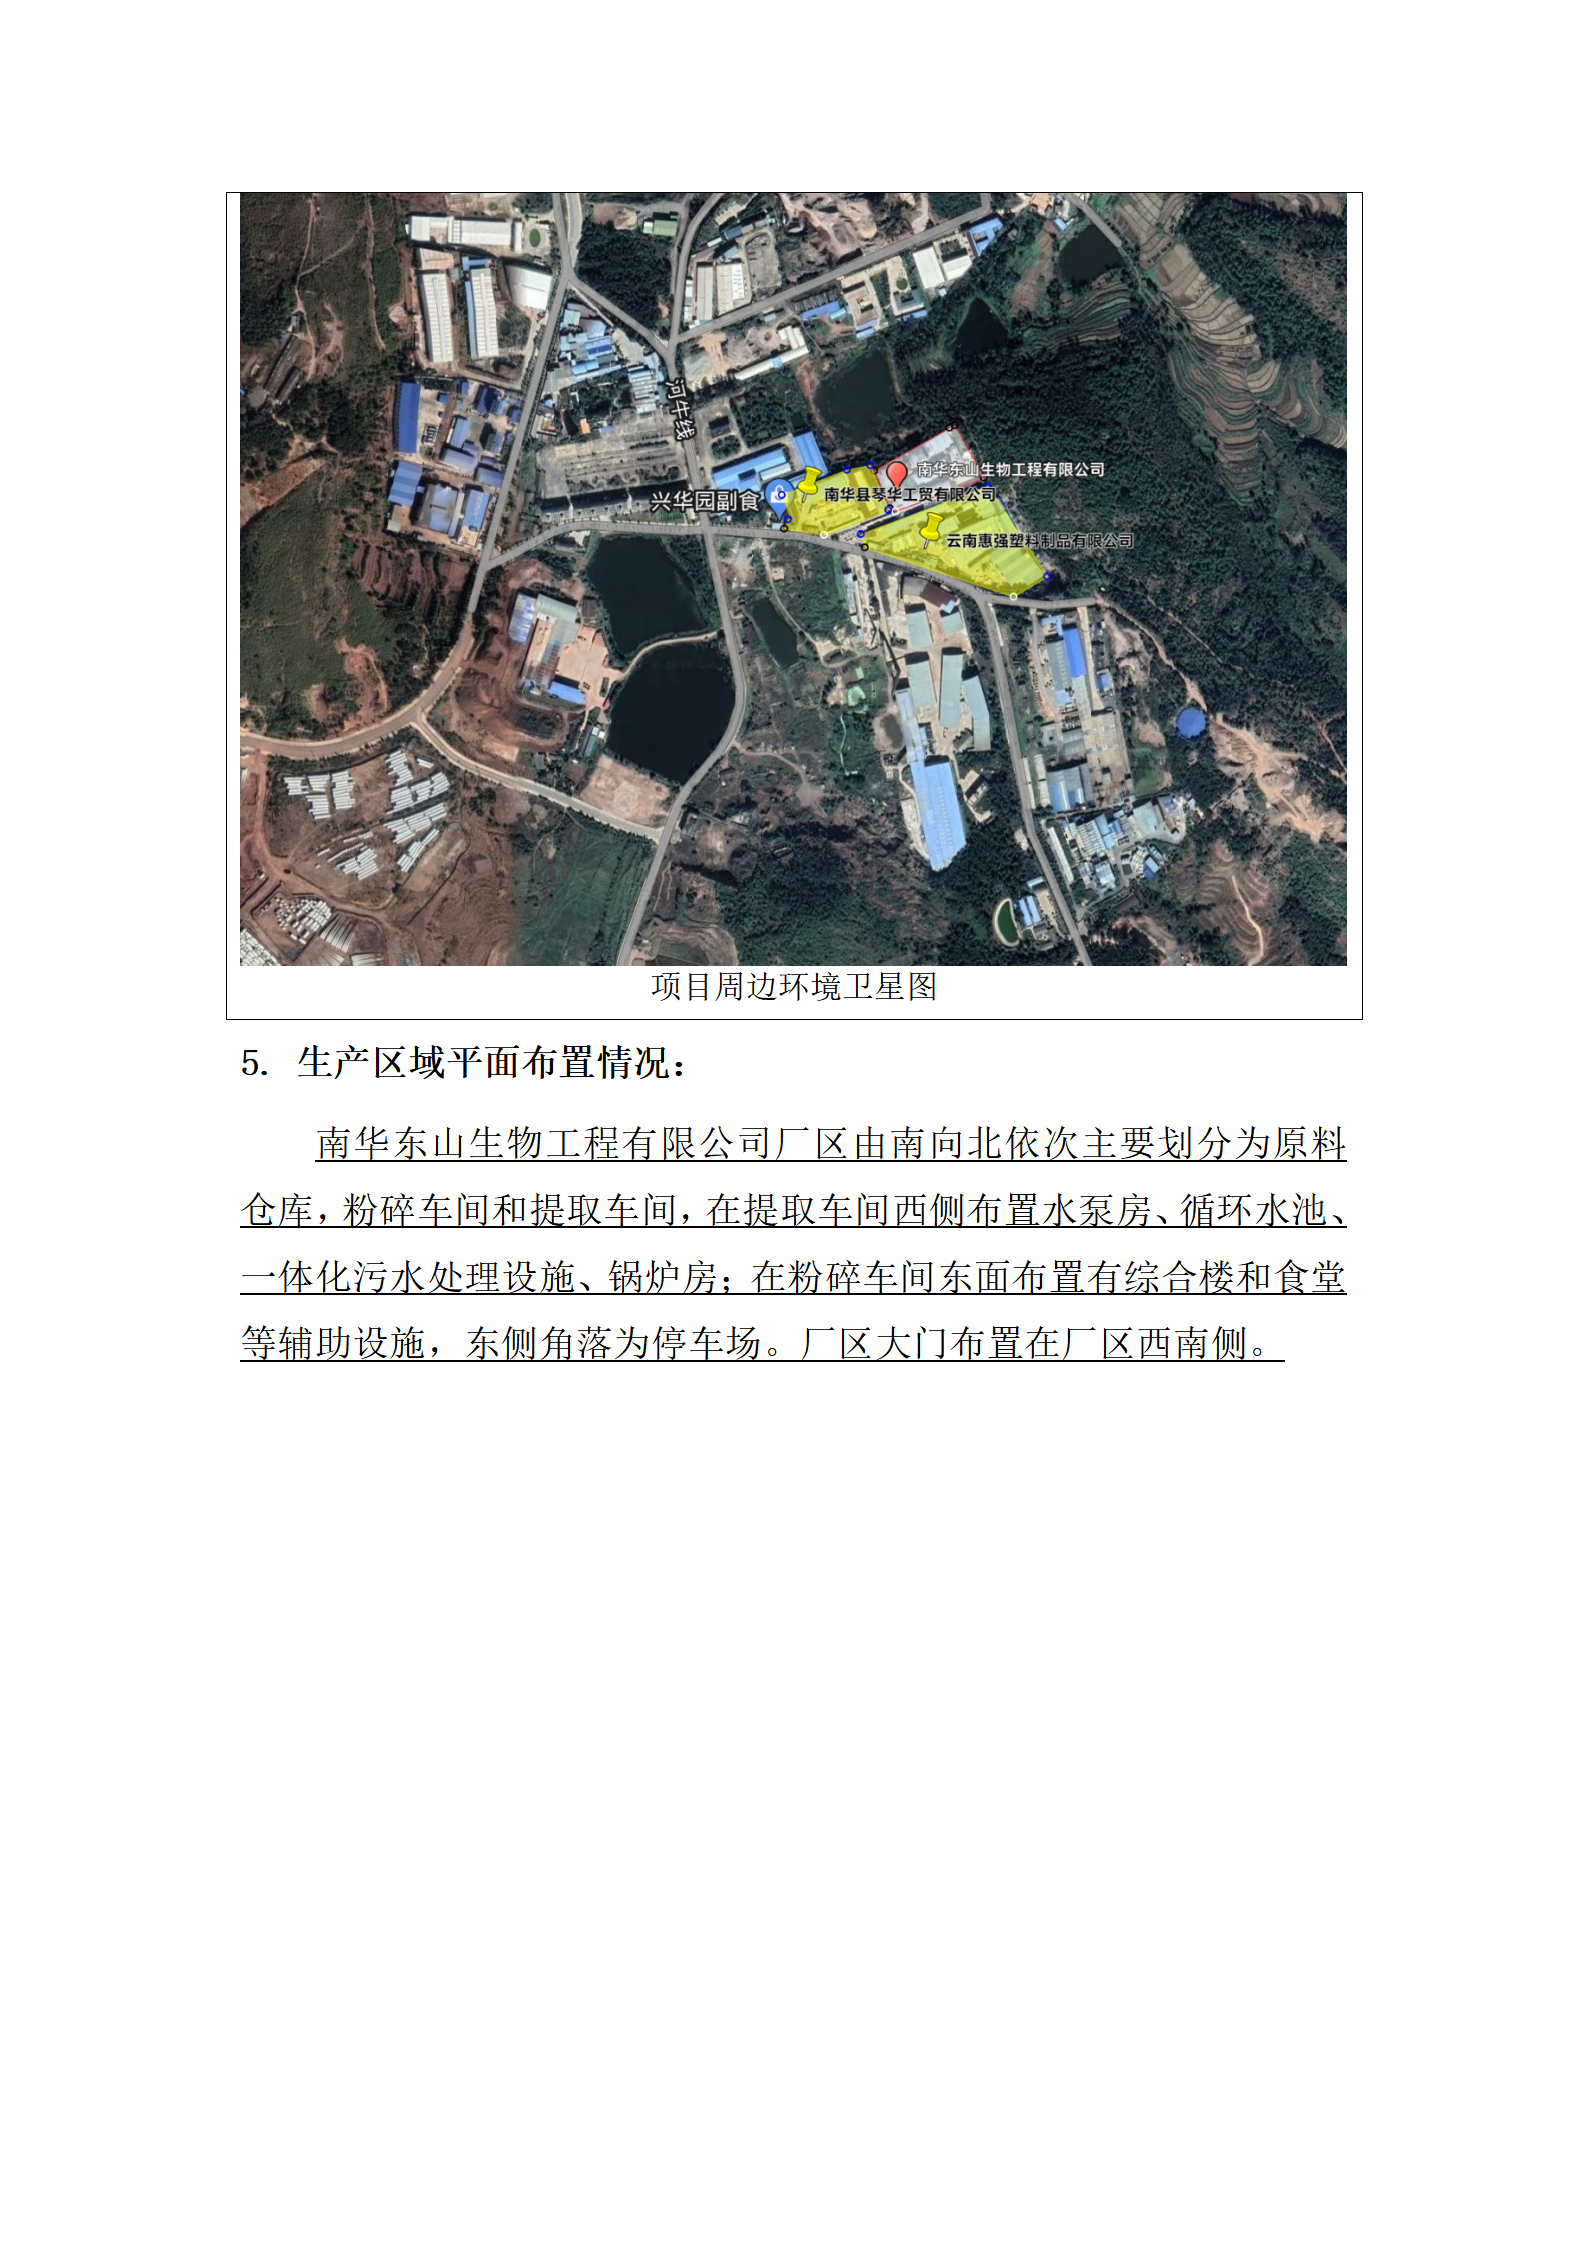 河牛线
南华东山生物工程有限公司
兴华园副食
南华县琴华工贸有限公司
云南惠强塑料制品有限公司
项目周边环境卫星图
5. 生产区域平面布置情况：
南华东山生物工程有限公司厂区由南向北依次主要划分为原料
仓库，粉碎车间和提取车间，在提取车间西侧布置水泵房、循环水池、
一体化污水处理设施、锅炉房；在粉碎车间东面布置有综合楼和食堂
等辅助设施，东侧角落为停车场。厂区大门布置在厂区西南侧。